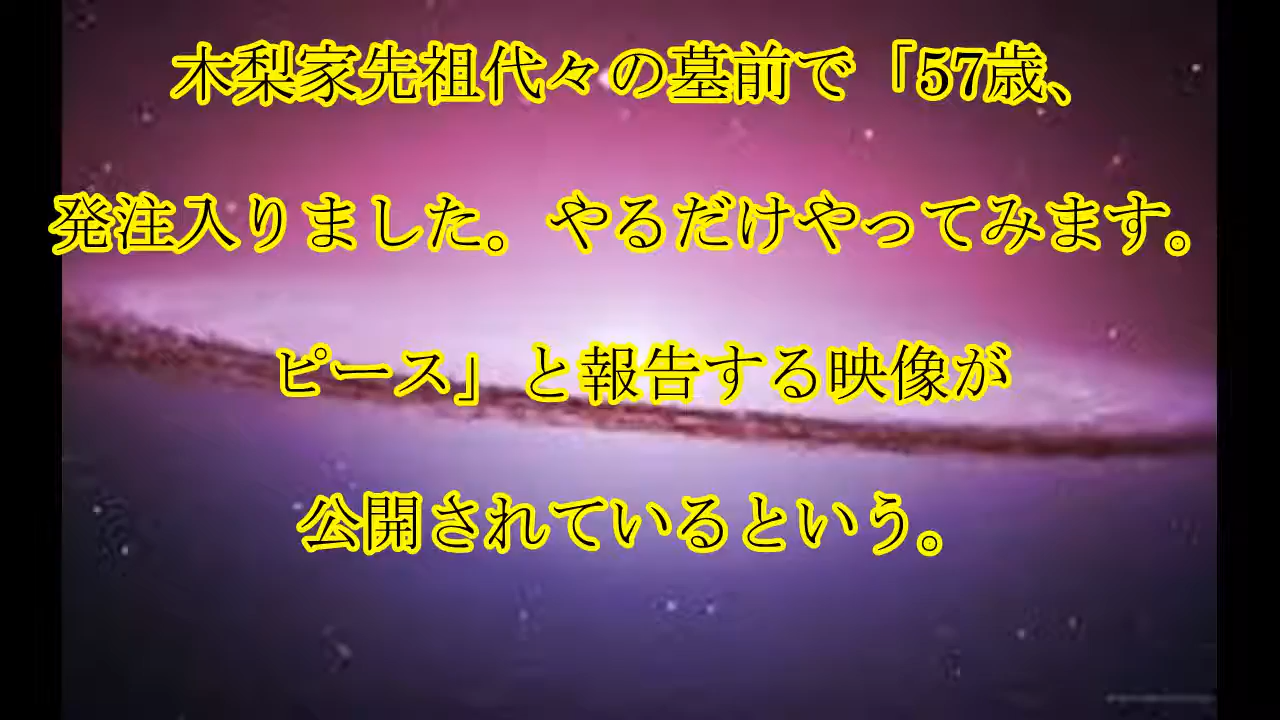 木梨家先祖代々の墓前で「57歳、
発注入りました。やるだけやってみます。
ピース」と報告する映像が
公開されているという。